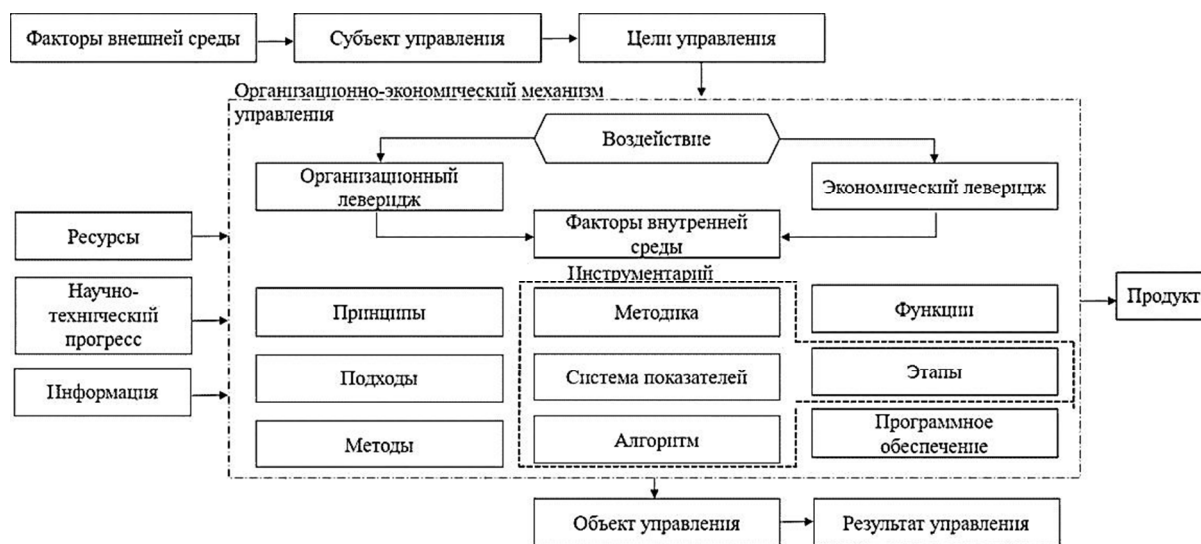 Факторы внешней среды
Субъект управления
Цели управления
Организационно-экономический механизм
управления
Воздействие
Организационный
леверидж
Экономический леверидж
Факторы внутренней
среды
Ресурсы
Научно-
технический
прогресс
Информация
Инструментарий
Принципы
Методика
Функции
Подходы
Система показателей
Этапы
Методы
Алгоритм
Программное
обеспечение
Продукт
Объект управления
Результат управления